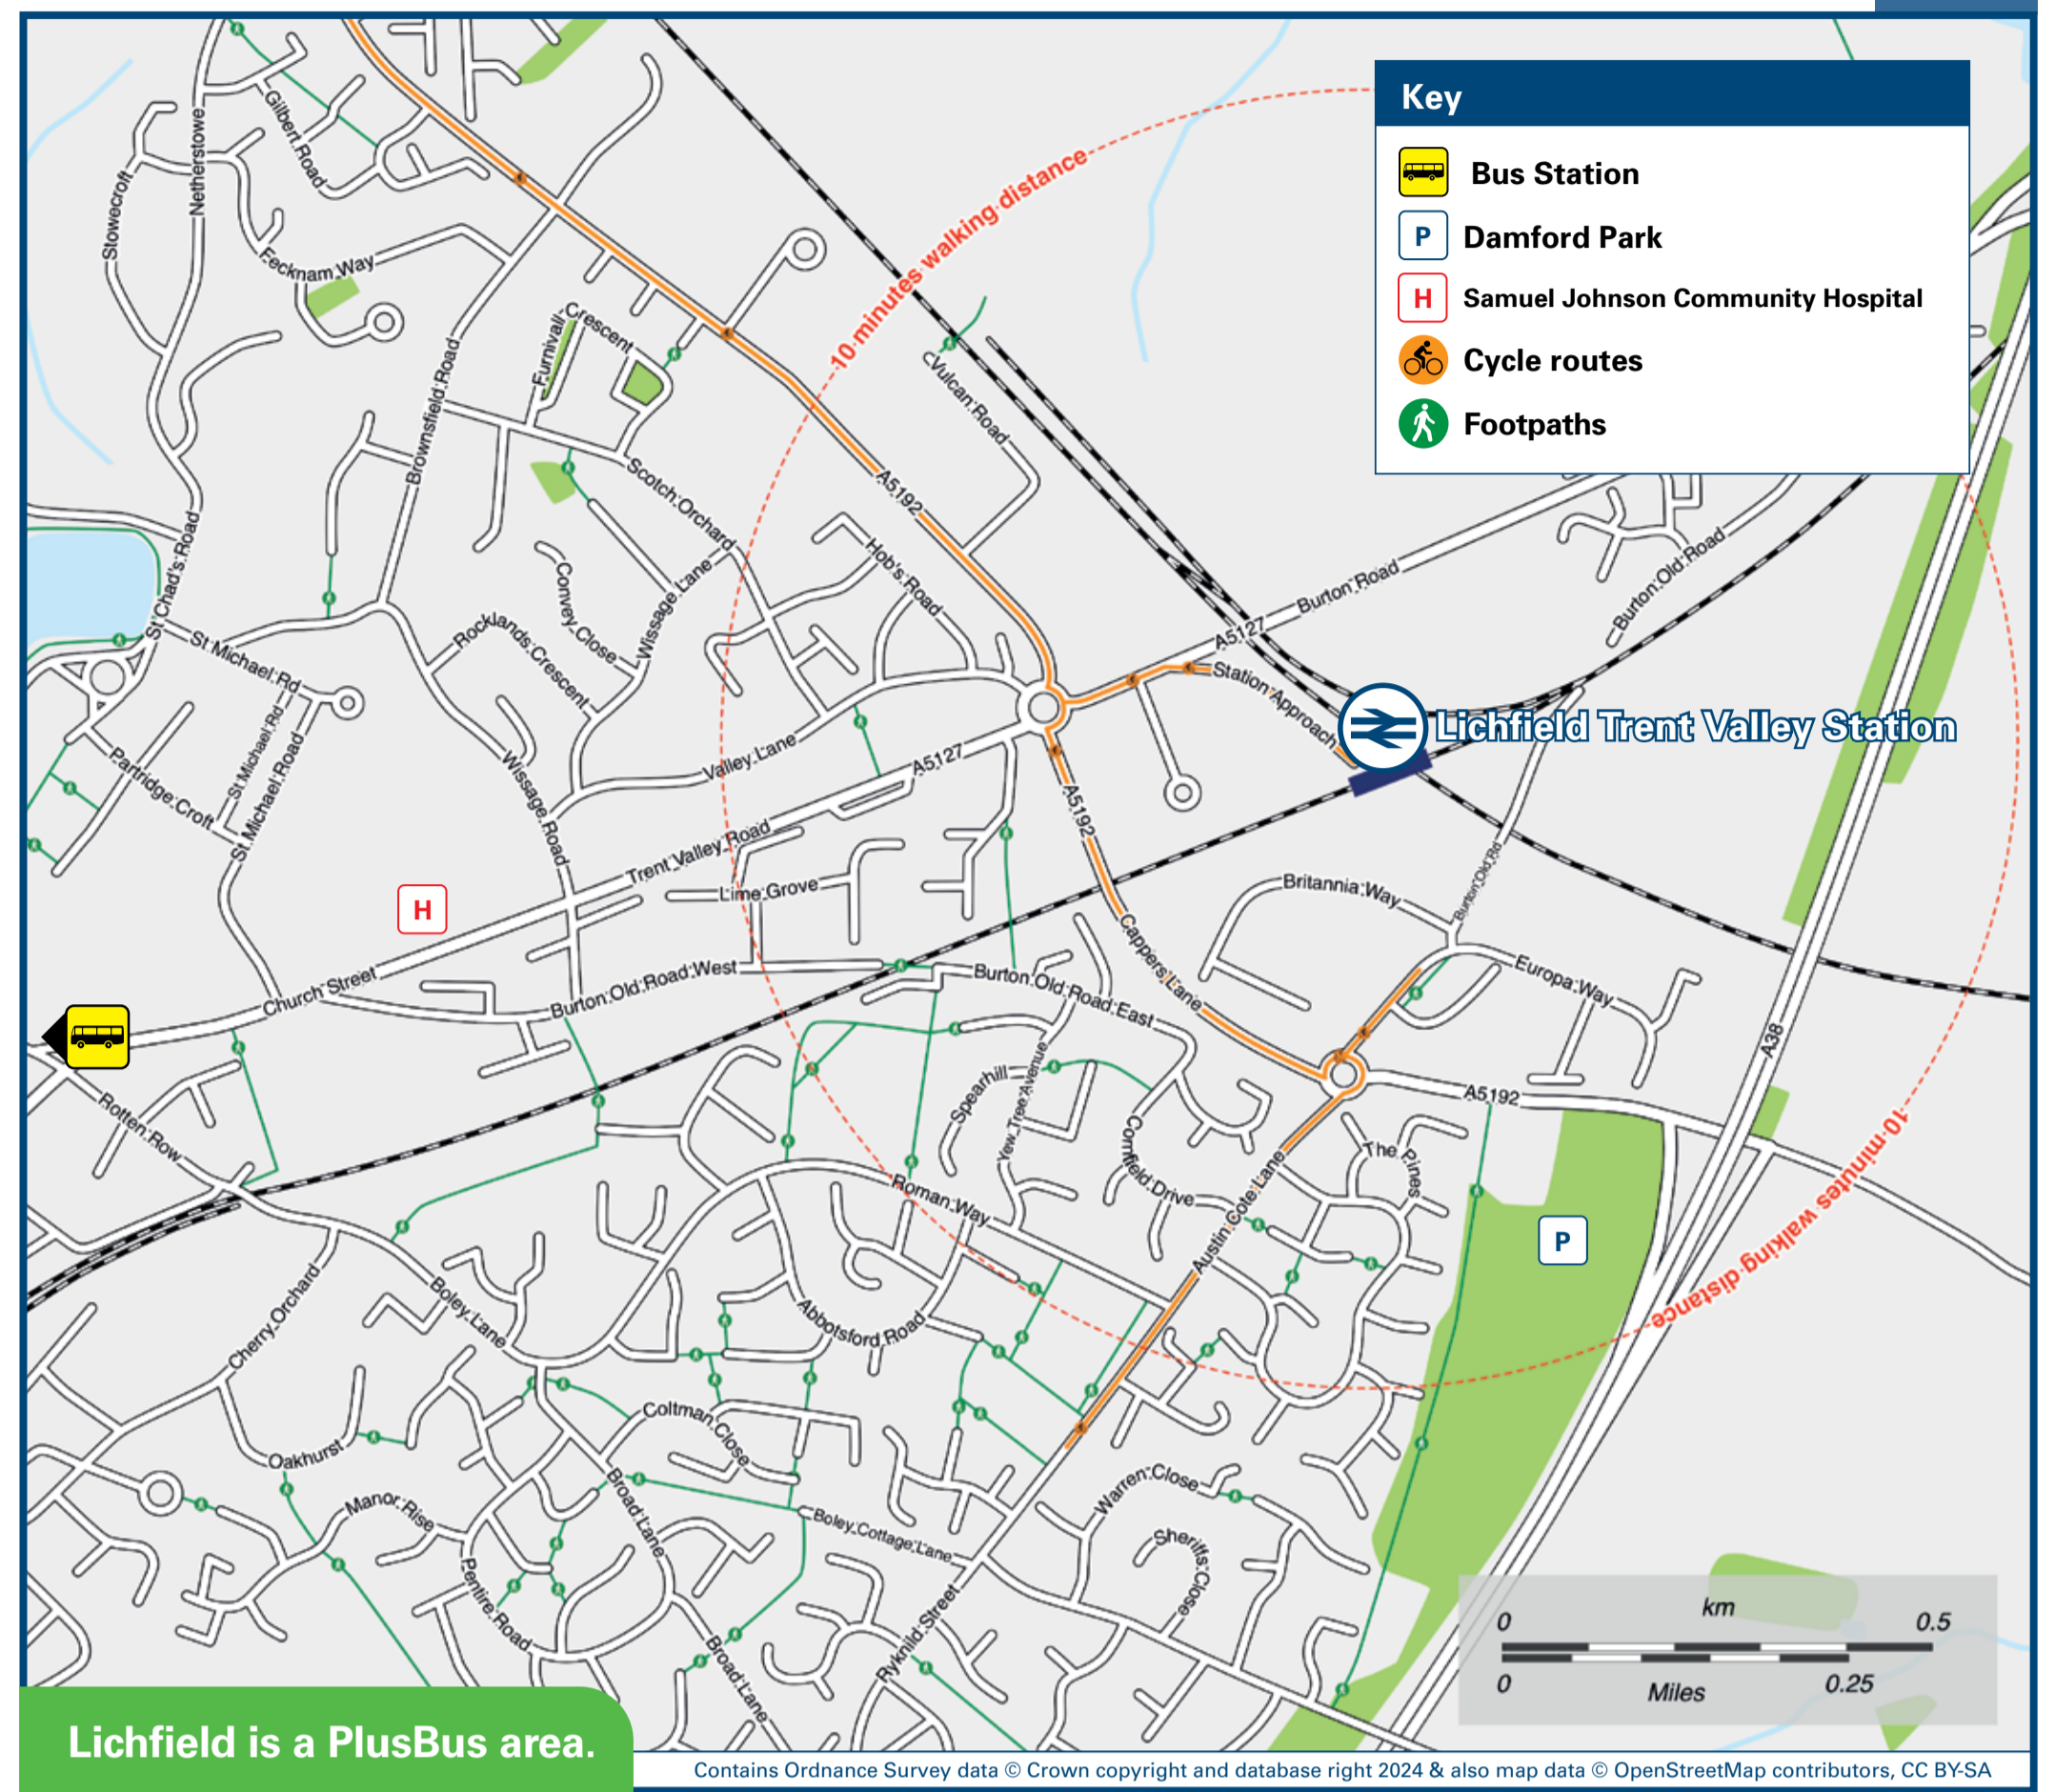 Key
Bus Station
P
Damford Park
H
Samuel Johnson Community Hospital
Cycle routes
Footpaths
10 minutes walking distance
Netherstowe
Gilbert Road
Stowecroft
Fecknam Way
Furnivall
Crescent
Brownsfield Road
Vulcan Road
A5192
Scotch Orchard
Hob's Road
St Chad's Road
Convey Close
Wissage Lane
Rocklands Crescent
Burton Road
Burton Old Road
A5127
St Michael Rd
Station Approach
Lichfield Trent Valley Station
St Michael Rd
St Michael Road
Partridge Croft
Wissage Road
Valley Lane
A5127
A5192
Trent Valley Road
Lime Grove
Britannia Way
Burton Old Rd
H
Cappers Lane
Church Street
Burton Old Road West
Burton Old Road East
Europa Way
A38
Rotten Row
Spearhill
Yew Tree Avenue
Cornfield Drive
A5192
The Pines
10 minutes walking distance
Roman Way
Austin Cote Lane
P
Cherry Orchard
Boley Lane
Abbotsford Road
Coltman Close
Oakhurst
Manor Rise
Broad Lane
Warren Close
Boley Cottage Lane
Sheriffs Close
Pentire Road
Broad Lane
Ryknild Street
km
0 0.5
0 0.25
Miles
Lichfield is a PlusBus area.
Contains Ordnance Survey data © Crown copyright and database right 2024 & also map data © OpenStreetMap contributors, CC BY-SA